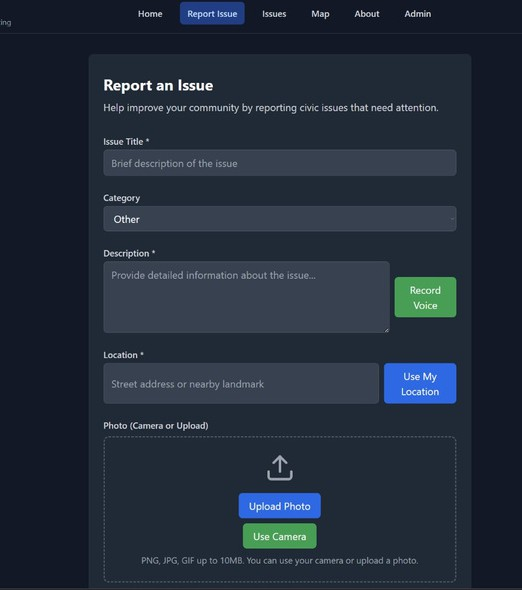 Home Report Issue Issues Map About Admin
Report an Issue
Help improve your community by reporting civic issues that need attention.
Issue Title *
Brief description of the issue
Category
Other
Description *
Provide detailed information about the issue...
Record
Voice
Location *
Street address or nearby landmark
Use My
Location
Photo (Camera or Upload)
Upload Photo
Use Camera
PNG, JPG, GIF up to 10MB. You can use your camera or upload a photo.